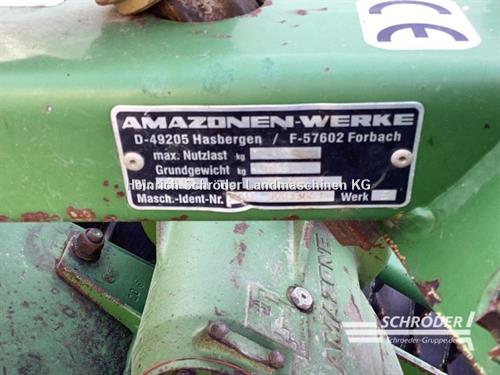 CE
AMAZONEN-WERKE
D-49205 Hasbergen / F-57602 Forbach
max. Nutzlast kg
Grundgewicht kg
Heinrich Schröder Landmaschinen KG
Masch.-Ident-Nr. Werk
AMAZONE
SCHRÖDER
Schroeder-Gruppe.de